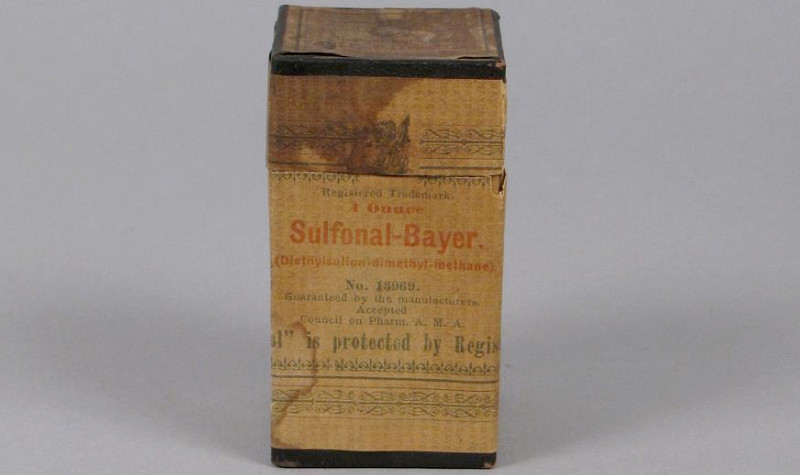 Registered Trademark.
1 Ounce
Sulfonal-Bayer.
(Diethylsulfon-dimethyl-methane)
No. 18969.
Guaranteed by the manufacturers.
Accepted
Council on Pharm. A. M. A.
al" is protected by Regis